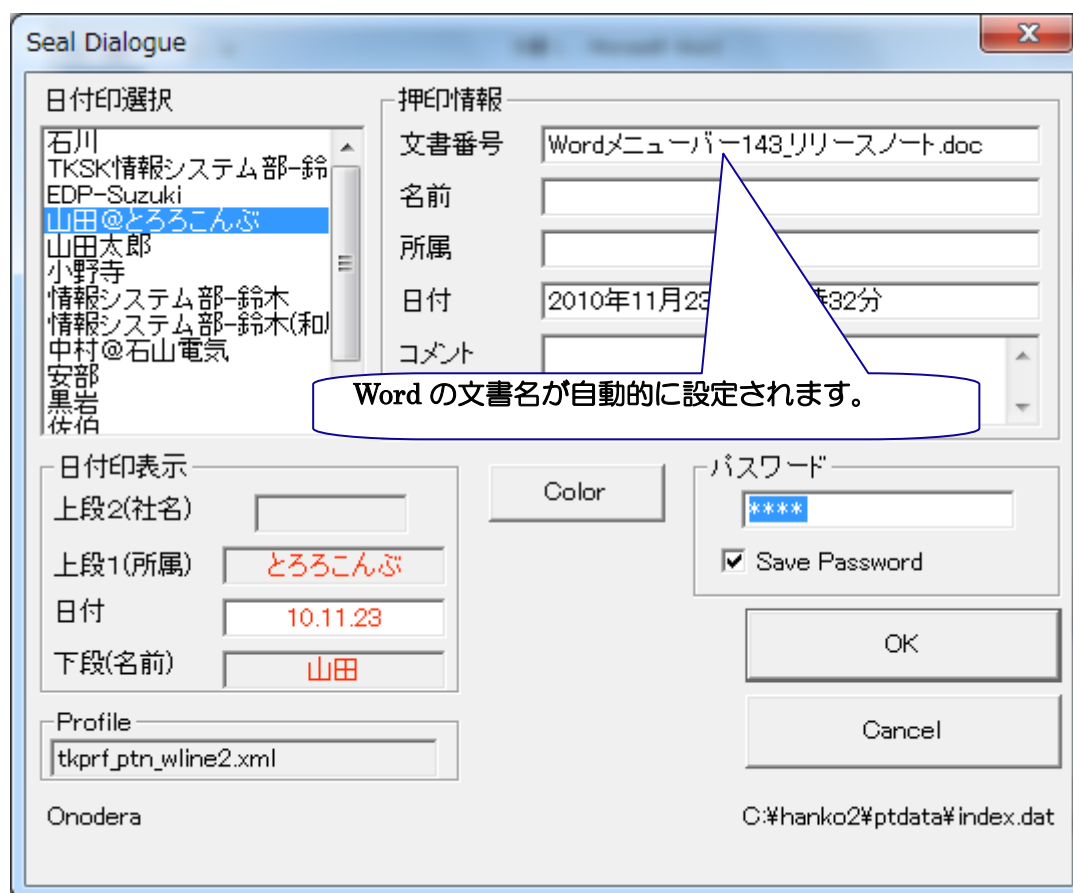 Seal Dialogue
日付印選択
石川
TKSK情報システム部-鈴
EDP-Suzuki
山田@とろろこんぶ
山田太郎
小野寺
情報システム部-鈴木
情報システム部-鈴木(和
中村@石山電気
安部
黒岩
佐伯
押印情報
文書番号 Wordメニューバー143_リリースノート.doc
名前
所属
日付 2010年11月23 時32分
コメント
Word の文書名が自動的に設定されます。
日付印表示
上段2(社名)
上段1(所属) とろろこんぶ
日付 10.11.23
下段(名前) 山田
Color
パスワード
****
Save Password
OK
Cancel
Profile
tkprf_ptn_wline2.xml
Onodera
C:¥hanko2¥ptdata¥index.dat